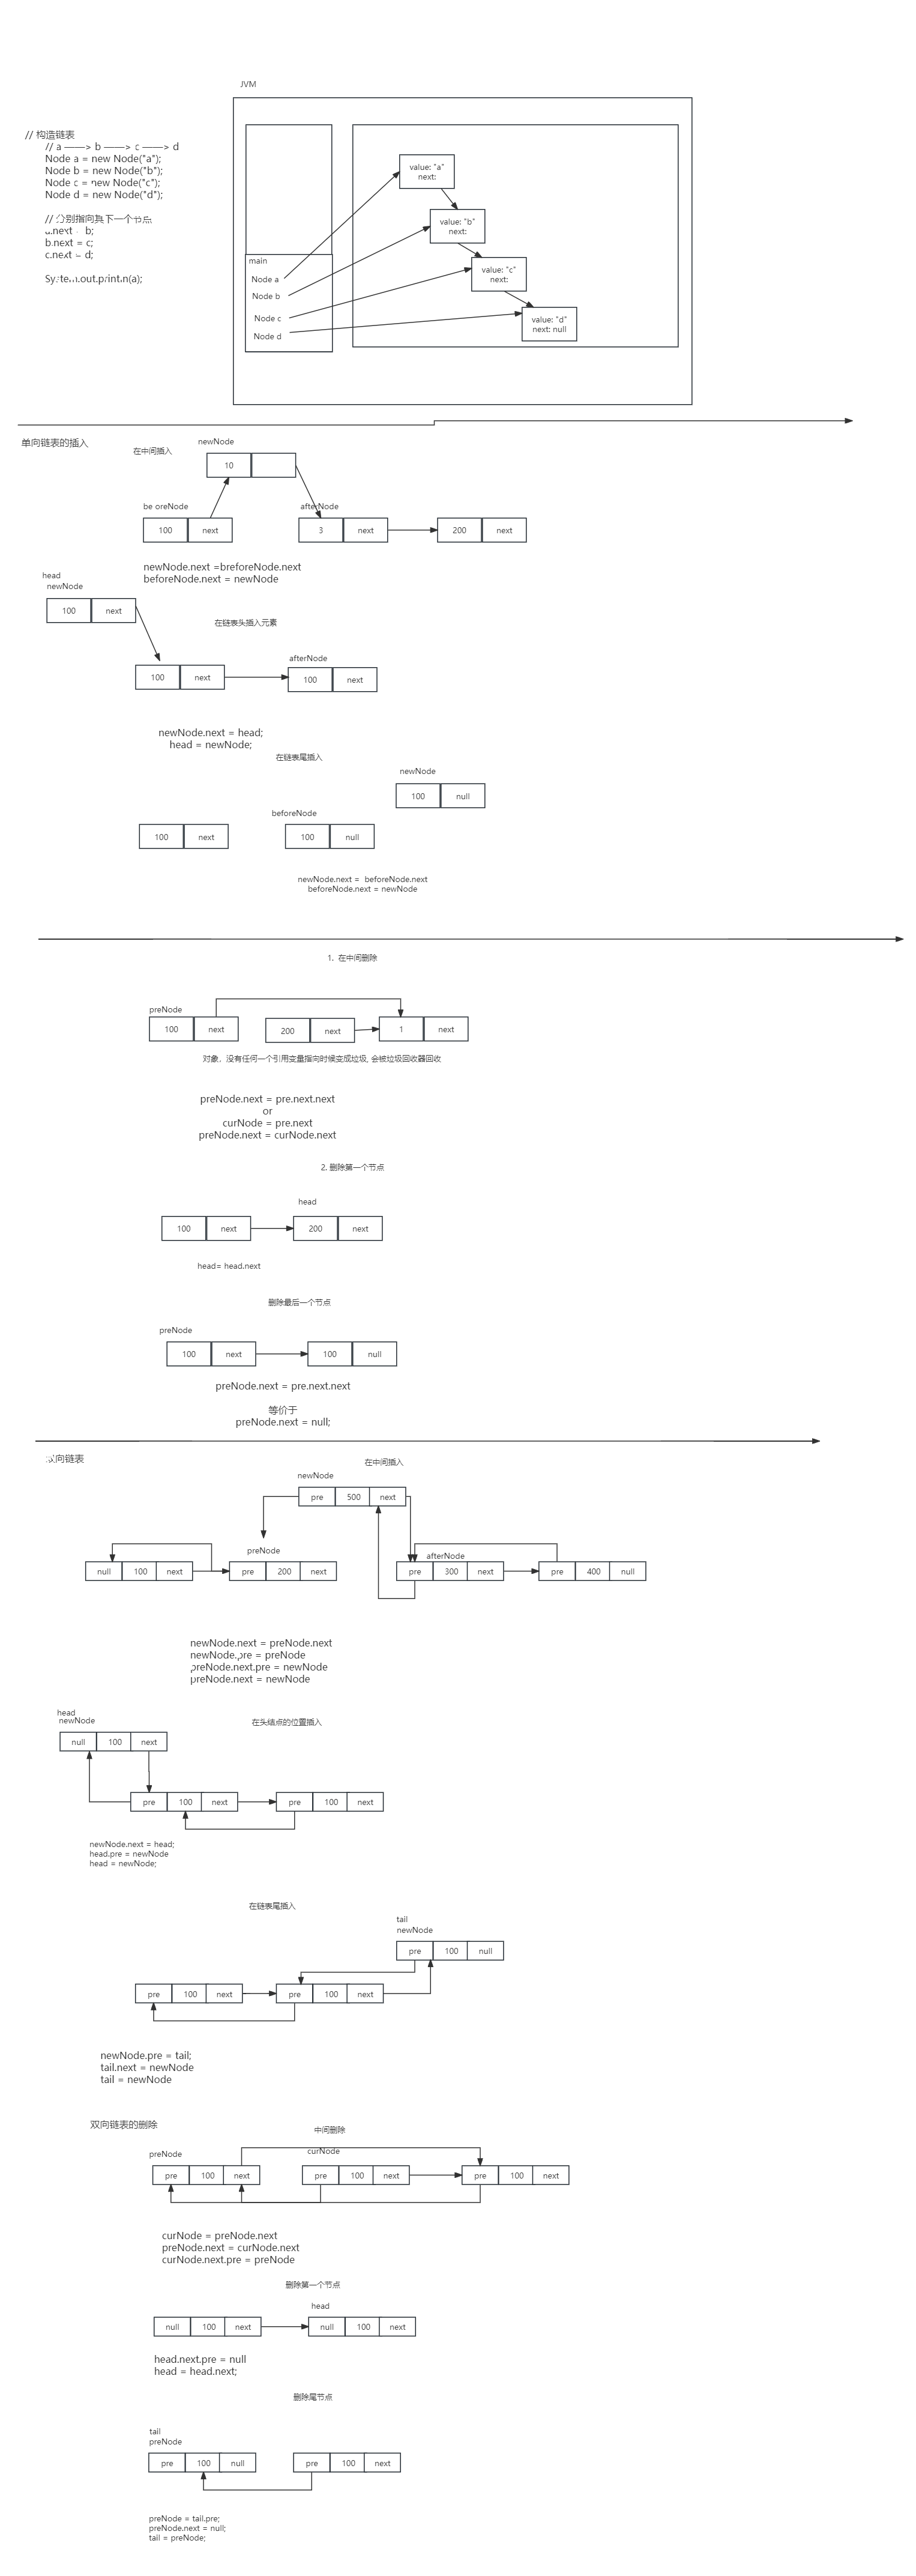 JVM
// 构造链表
// a ——> b ——> c ——> d
Node a = new Node("a");
Node b = new Node("b");
Node c = new Node("c");
Node d = new Node("d");
// 分别指向其下一个节点
a.next = b;
b.next = c;
c.next = d;
System.out.println(a);
main
Node a
Node b
Node c
Node d
value: "a"
next:
value: "b"
next:
value: "c"
next:
value: "d"
next: null
单向链表的插入
在中间插入
newNode
10
be oreNode
afterNode
100 next
3 next
200 next
newNode.next =breforeNode.next
beforeNode.next = newNode
head
newNode
100 next
在链表头插入元素
afterNode
100 next
100 next
newNode.next = head;
head = newNode;
在链表尾插入
newNode
100 null
beforeNode
100 next
100 null
newNode.next = beforeNode.next
beforeNode.next = newNode
1. 在中间删除
preNode
100 next
200 next
1 next
对象，没有任何一个引用变量指向时候变成垃圾, 会被垃圾回收器回收
preNode.next = pre.next.next
or
curNode = pre.next
preNode.next = curNode.next
2. 删除第一个节点
head
100 next
200 next
head= head.next
删除最后一个节点
preNode
100 next
100 null
preNode.next = pre.next.next
等价于
preNode.next = null;
双向链表
在中间插入
newNode
pre 500 next
preNode
afterNode
null 100 next
pre 200 next
pre 300 next
pre 400 null
newNode.next = preNode.next
newNode.pre = preNode
preNode.next.pre = newNode
preNode.next = newNode
head
newNode
在头结点的位置插入
null 100 next
pre 100 next
pre 100 next
newNode.next = head;
head.pre = newNode
head = newNode;
在链表尾插入
tail
newNode
pre 100 null
pre 100 next
pre 100 next
newNode.pre = tail;
tail.next = newNode
tail = newNode
双向链表的删除
中间删除
preNode
curNode
pre 100 next
pre 100 next
pre 100 next
curNode = preNode.next
preNode.next = curNode.next
curNode.next.pre = preNode
删除第一个节点
head
null 100 next
null 100 next
head.next.pre = null
head = head.next;
删除尾节点
tail
preNode
pre 100 null
pre 100 next
preNode = tail.pre;
preNode.next = null;
tail = preNode;